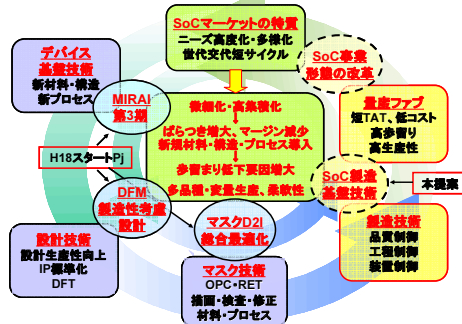 SoCマーケットの特質
ニーズ高度化・多様化
世代交代短サイクル
デバイス
基盤技術
新材料・構造
新プロセス
MIRAI
第3期
SoC事業
形態の改革
微細化・高集積化
↓
ばらつき増大、マージン減少
新規材料・構造・プロセス導入
↓
歩留まり低下要因増大
多品種・変量生産、柔軟性
量産ファブ
短TAT、低コスト
高歩留り
高生産性
H18スタートPj
SoC製造
基盤技術
本提案
DFM
製造性考慮
設計
マスクD2I
総合最適化
設計技術
設計生産性向上
IP標準化
DFT
マスク技術
OPC・RET
描画・検査・修正
材料・プロセス
製造技術
品質制御
工程制御
装置制御